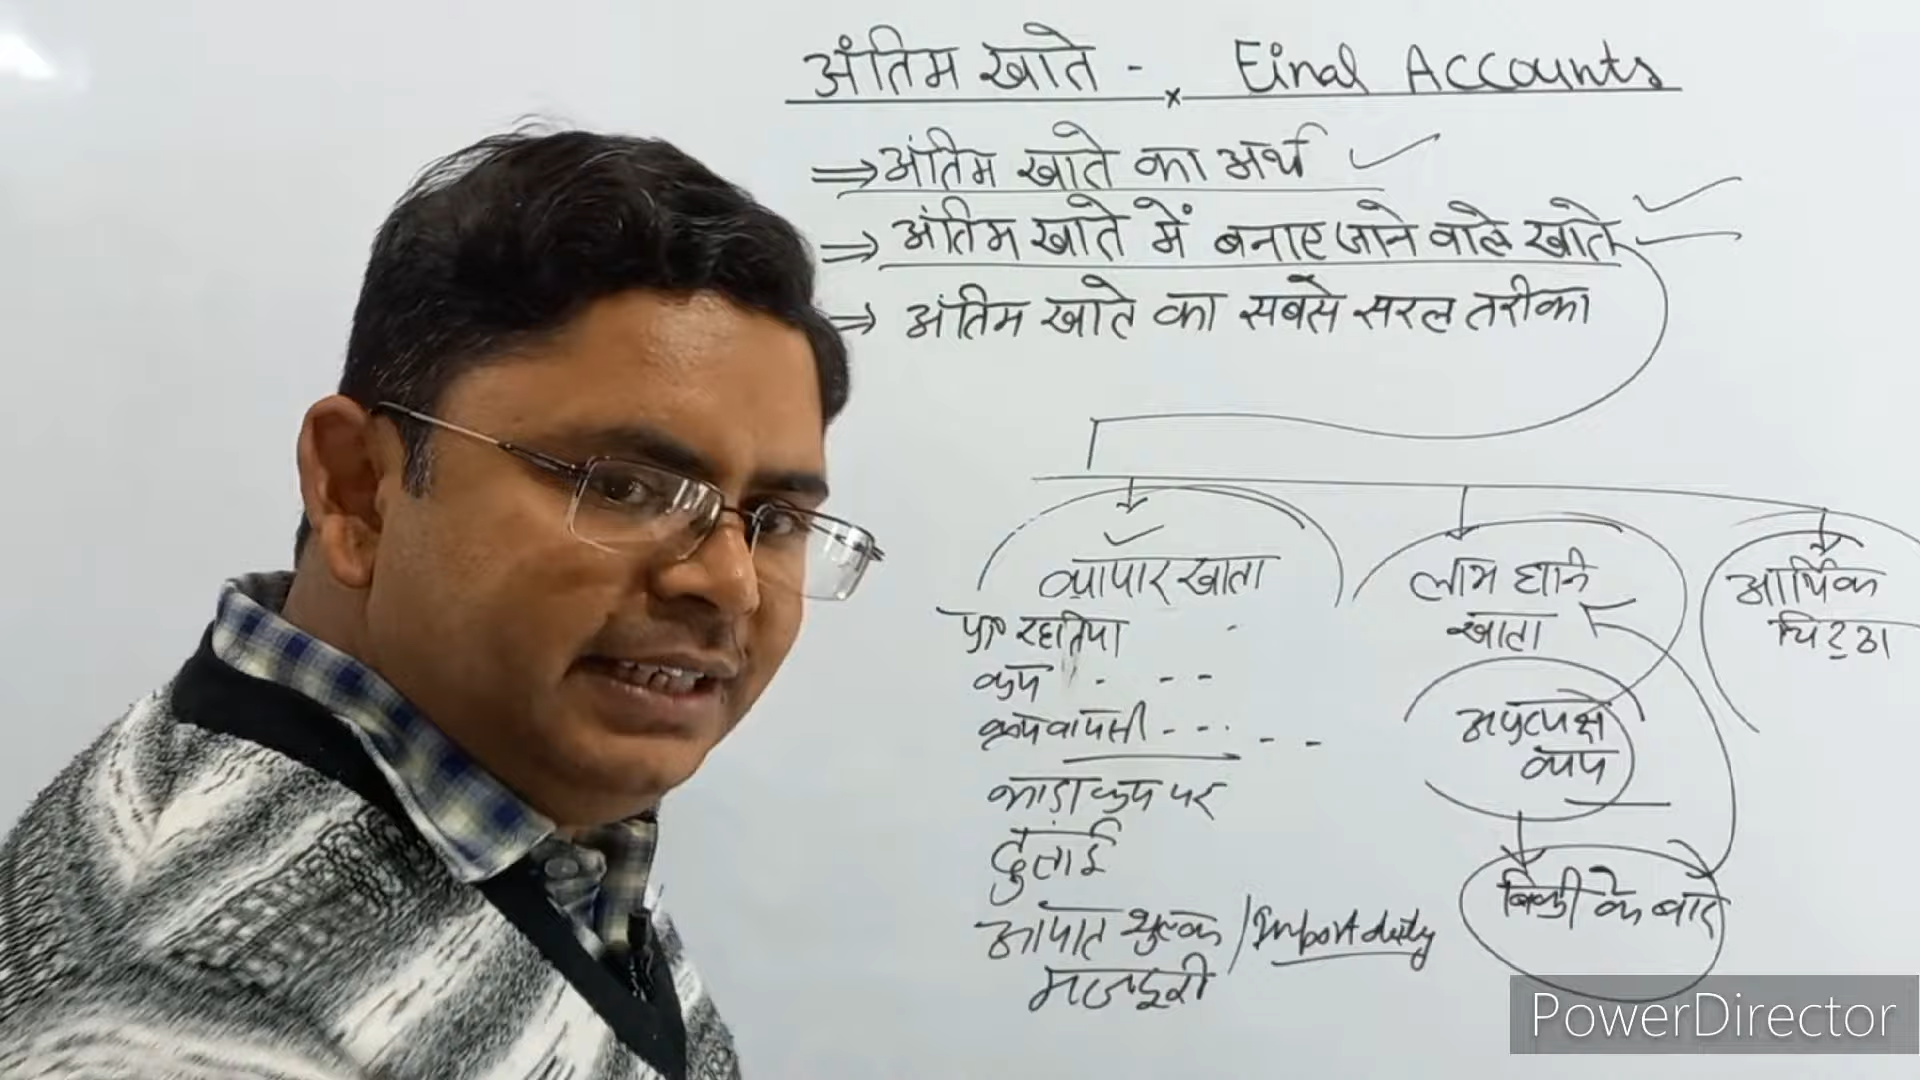 अंतिम खाते - × Final Accounts
⇒ अंतिम खाते का अर्थ ✓
⇒ अंतिम खाते में बनाए जाने वाले खाते
⇒ अंतिम खाते का सबसे सरल तरीका
व्यापार खाता
लाभ हानि
खाता
आर्थिक
चिट्ठा
रहतिया
क्रय
क्रय वापसी
भाड़ा क्रय पर
ढुलाई
आयात शुल्क / Import duty
मजदूरी
अप्रत्यक्ष
व्यय
बिक्री के बाद
PowerDirector